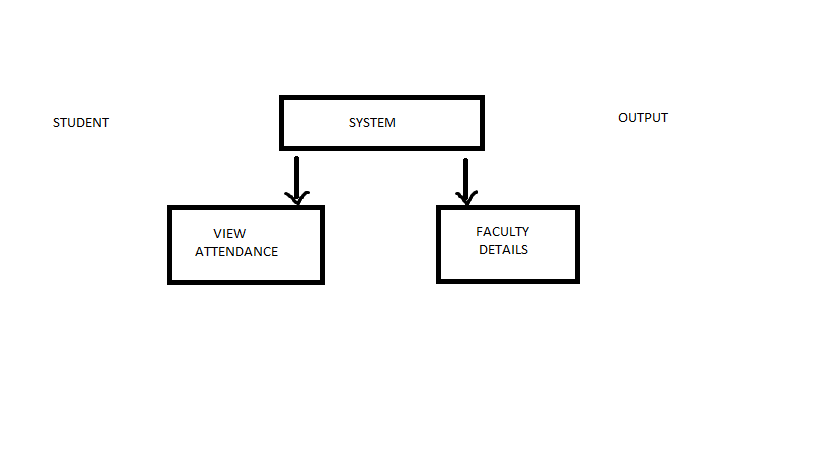 STUDENT
SYSTEM
OUTPUT
VIEW
ATTENDANCE
FACULTY
DETAILS